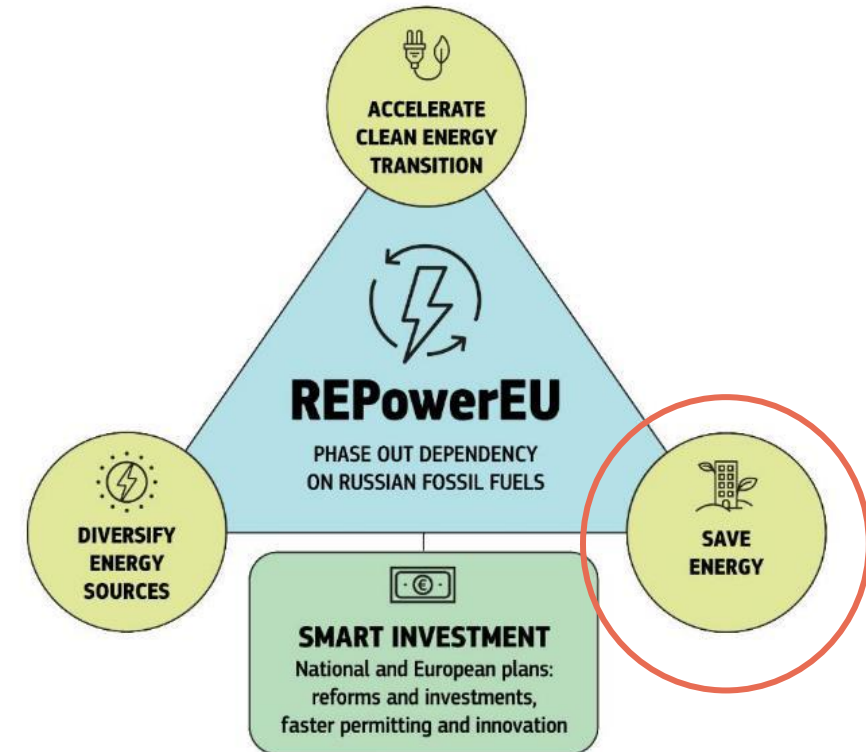 ACCELERATE
CLEAN ENERGY
TRANSITION
REPowerEU
PHASE OUT DEPENDENCY
ON RUSSIAN FOSSIL FUELS
DIVERSIFY
ENERGY
SOURCES
SAVE
ENERGY
€
SMART INVESTMENT
National and European plans:
reforms and investments,
faster permitting and innovation